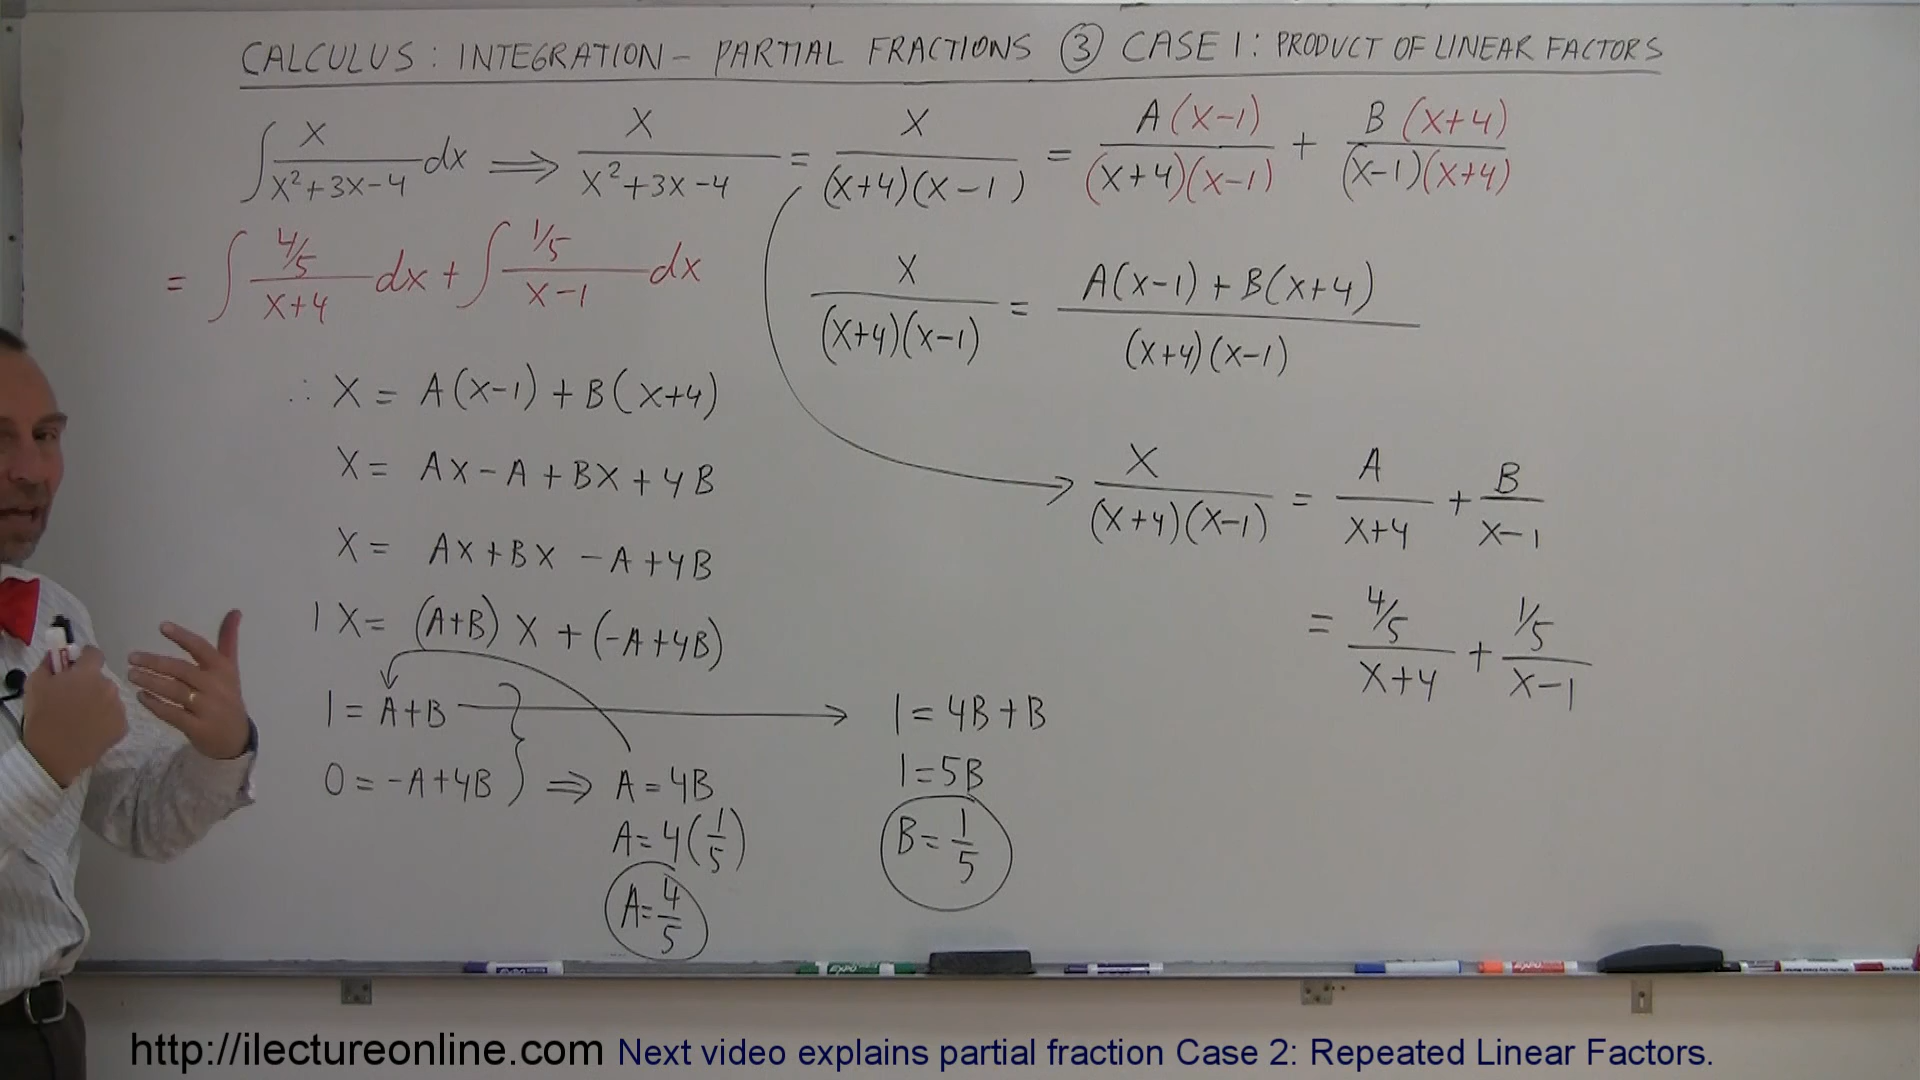 CALCULUS: INTEGRATION – PARTIAL FRACTIONS ③ CASE 1: PRODUCT OF LINEAR FACTORS
∫ x/(x²+3x-4) dx ⟹ x/(x²+3x-4) = x/((x+4)(x-1)) = A(x-1)/((x+4)(x-1)) + B(x+4)/((x-1)(x+4))
= ∫ (4/5)/(x+4) dx + ∫ (1/5)/(x-1) dx
x/((x+4)(x-1)) = (A(x-1)+B(x+4))/((x+4)(x-1))
∴ x = A(x-1) + B(x+4)
x = Ax - A + Bx + 4B
x = Ax + Bx - A + 4B
1x = (A+B) x + (-A+4B)
1 = A+B
0 = -A+4B } ⟹ A = 4B
A = 4(1/5)
A = 4/5
1 = 4B + B
1 = 5B
B = 1/5
x/((x+4)(x-1)) = A/(x+4) + B/(x-1)
= (4/5)/(x+4) + (1/5)/(x-1)
EXPO
EXPO
EXPO
http://ilectureonline.com Next video explains partial fraction Case 2: Repeated Linear Factors.